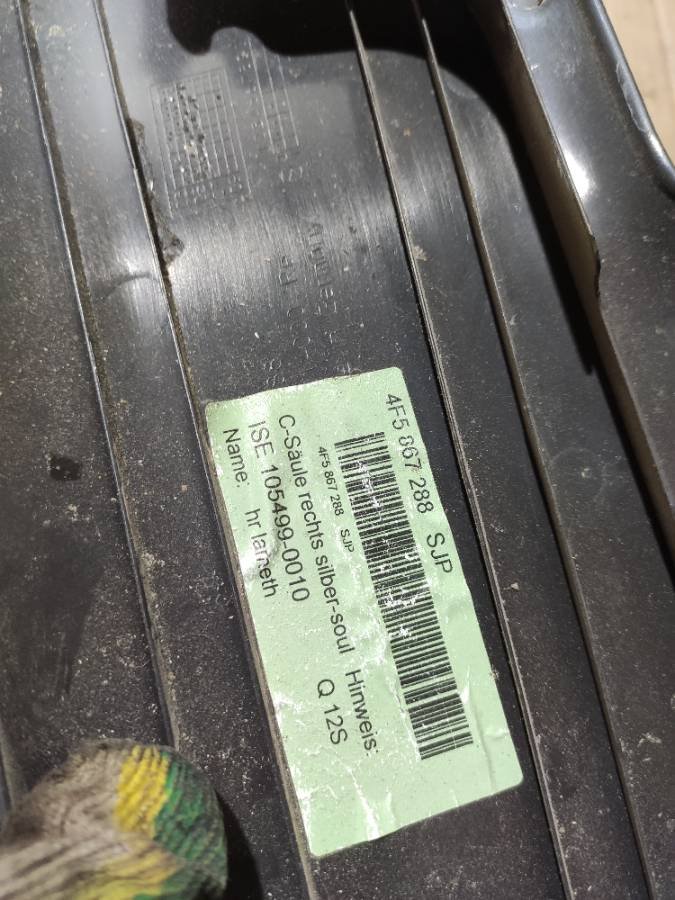 4F5 867 288 SJP
4F5 867 288 SJP
C-Säule rechts silber-soul Hinweis:
ISE 105499-0010 Q 12S
Name: hr lameth